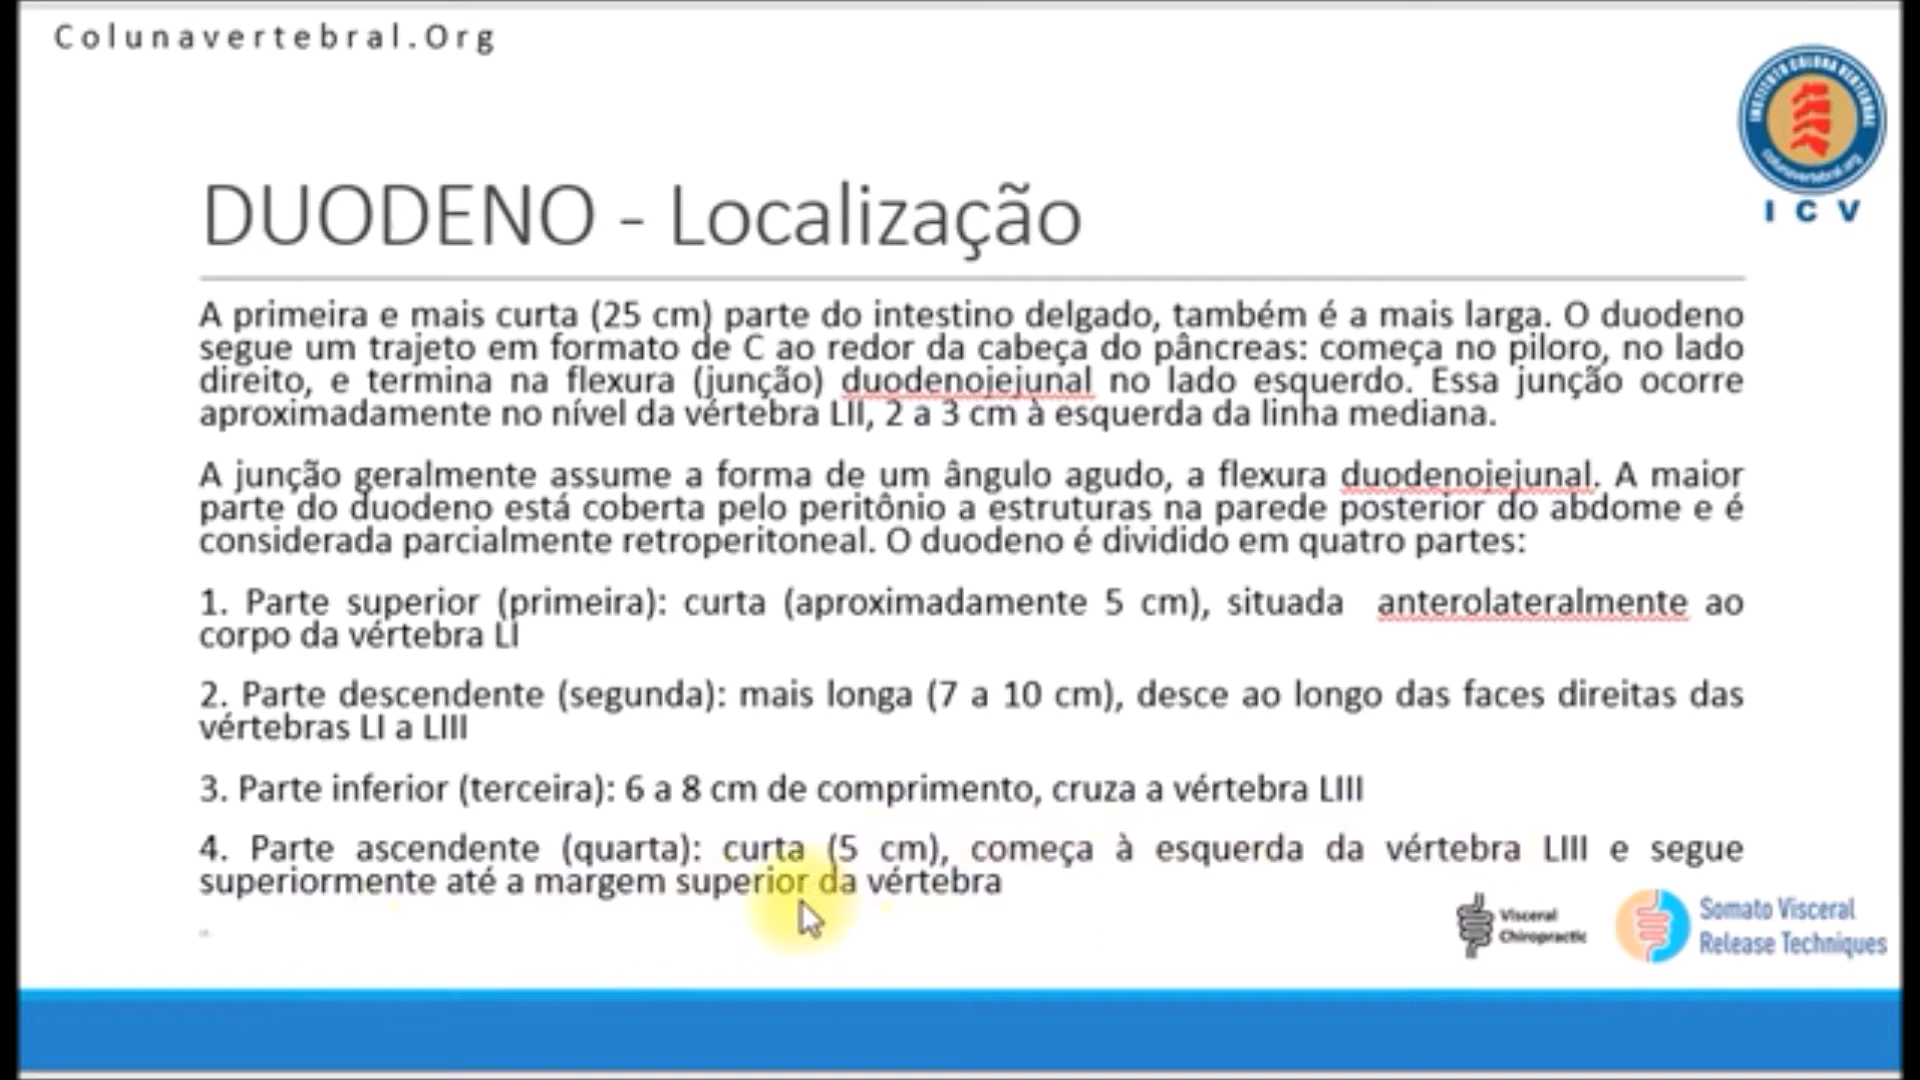 Colunavertebral.Org
INSTITUTO COLUNA VERTEBRAL
colunavertebral.org
I C V
DUODENO - Localização
A primeira e mais curta (25 cm) parte do intestino delgado, também é a mais larga. O duodeno
segue um trajeto em formato de C ao redor da cabeça do pâncreas: começa no piloro, no lado
direito, e termina na flexura (junção) duodenojejunal no lado esquerdo. Essa junção ocorre
aproximadamente no nível da vértebra LII, 2 a 3 cm à esquerda da linha mediana.
A junção geralmente assume a forma de um ângulo agudo, a flexura duodenojejunal. A maior
parte do duodeno está coberta pelo peritônio a estruturas na parede posterior do abdome e é
considerada parcialmente retroperitoneal. O duodeno é dividido em quatro partes:
1. Parte superior (primeira): curta (aproximadamente 5 cm), situada anterolateralmente ao
corpo da vértebra LI
2. Parte descendente (segunda): mais longa (7 a 10 cm), desce ao longo das faces direitas das
vértebras LI a LIII
3. Parte inferior (terceira): 6 a 8 cm de comprimento, cruza a vértebra LIII
4. Parte ascendente (quarta): curta (5 cm), começa à esquerda da vértebra LIII e segue
superiormente até a margem superior da vértebra
Visceral
Chiropractic
Somato Visceral
Release Techniques